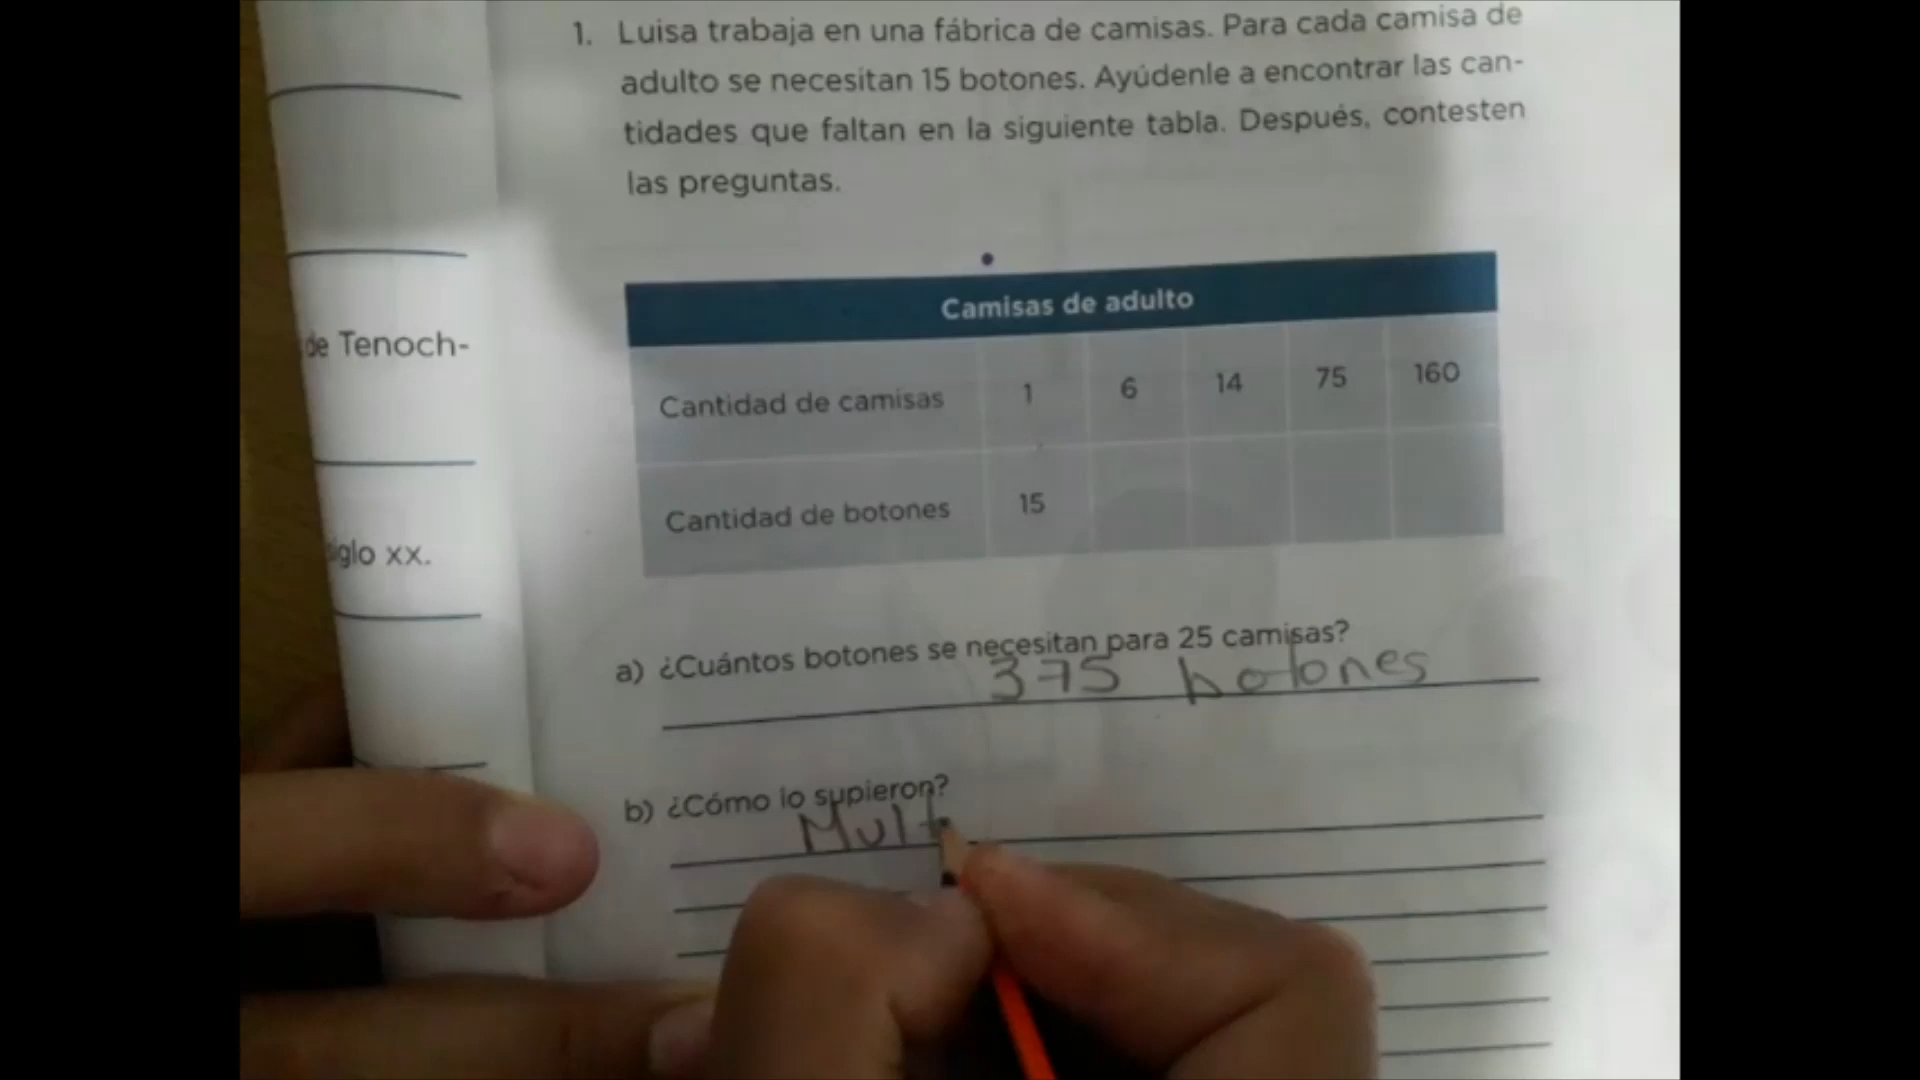 1. Luisa trabaja en una fábrica de camisas. Para cada camisa de
adulto se necesitan 15 botones. Ayúdenle a encontrar las can-
tidades que faltan en la siguiente tabla. Después, contesten
las preguntas.
de Tenoch-
siglo XX.
Camisas de adulto
Cantidad de camisas 1 6 14 75 160
Cantidad de botones 15
a) ¿Cuántos botones se necesitan para 25 camisas?
375 botones
b) ¿Cómo lo supieron?
Mult